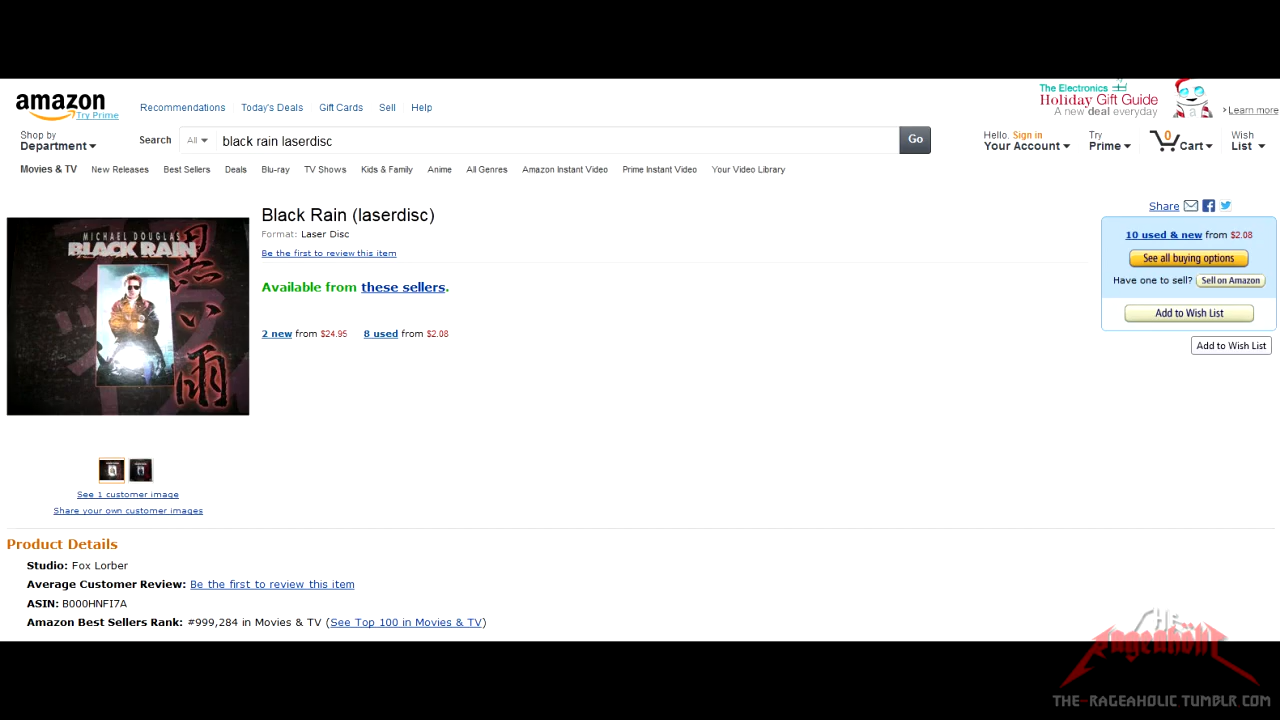 amazon
Try Prime
Recommendations Today's Deals Gift Cards Sell Help
The Electronics
Holiday Gift Guide
A new deal everyday
Learn more
Shop by
Department
Search All black rain laserdisc Go
Hello. Sign in
Your Account
Try
Prime
0
Cart
Wish
List
Movies & TV New Releases Best Sellers Deals Blu-ray TV Shows Kids & Family Anime All Genres Amazon Instant Video Prime Instant Video Your Video Library
MICHAEL DOUGLAS
BLACK RAIN
黒い雨
Black Rain (laserdisc)
Format: Laser Disc
Be the first to review this item
Available from these sellers.
2 new from $24.95 8 used from $2.08
Share
10 used & new from $2.08
See all buying options
Have one to sell? Sell on Amazon
Add to Wish List
Add to Wish List
See 1 customer image
Share your own customer images
Product Details
Studio: Fox Lorber
Average Customer Review: Be the first to review this item
ASIN: B000HNFI7A
Amazon Best Sellers Rank: #999,284 in Movies & TV (See Top 100 in Movies & TV)
THE
Rageaholic
THE-RAGEAHOLIC.TUMBLR.COM